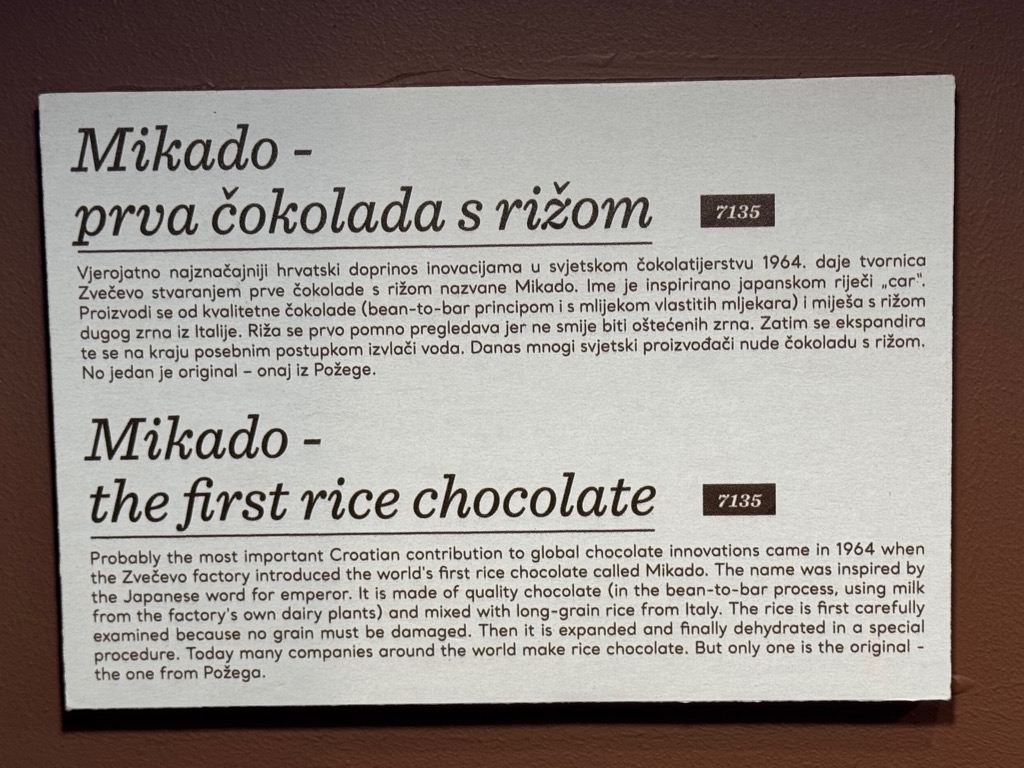 Mikado -
prva čokolada s rižom 7135
Vjerojatno najznačajniji hrvatski doprinos inovacijama u svjetskom čokolatijerstvu 1964. daje tvornica
Zvečevo stvaranjem prve čokolade s rižom nazvane Mikado. Ime je inspirirano japanskom riječi „car‟.
Proizvodi se od kvalitetne čokolade (bean-to-bar principom i s mlijekom vlastitih mljekara) i miješa s rižom
dugog zrna iz Italije. Riža se prvo pomno pregledava jer ne smije biti oštećenih zrna. Zatim se ekspandira
te se na kraju posebnim postupkom izvlači voda. Danas mnogi svjetski proizvođači nude čokoladu s rižom.
No jedan je original – onaj iz Požege.
Mikado -
the first rice chocolate 7135
Probably the most important Croatian contribution to global chocolate innovations came in 1964 when
the Zvečevo factory introduced the world's first rice chocolate called Mikado. The name was inspired by
the Japanese word for emperor. It is made of quality chocolate (in the bean-to-bar process, using milk
from the factory's own dairy plants) and mixed with long-grain rice from Italy. The rice is first carefully
examined because no grain must be damaged. Then it is expanded and finally dehydrated in a special
procedure. Today many companies around the world make rice chocolate. But only one is the original -
the one from Požega.